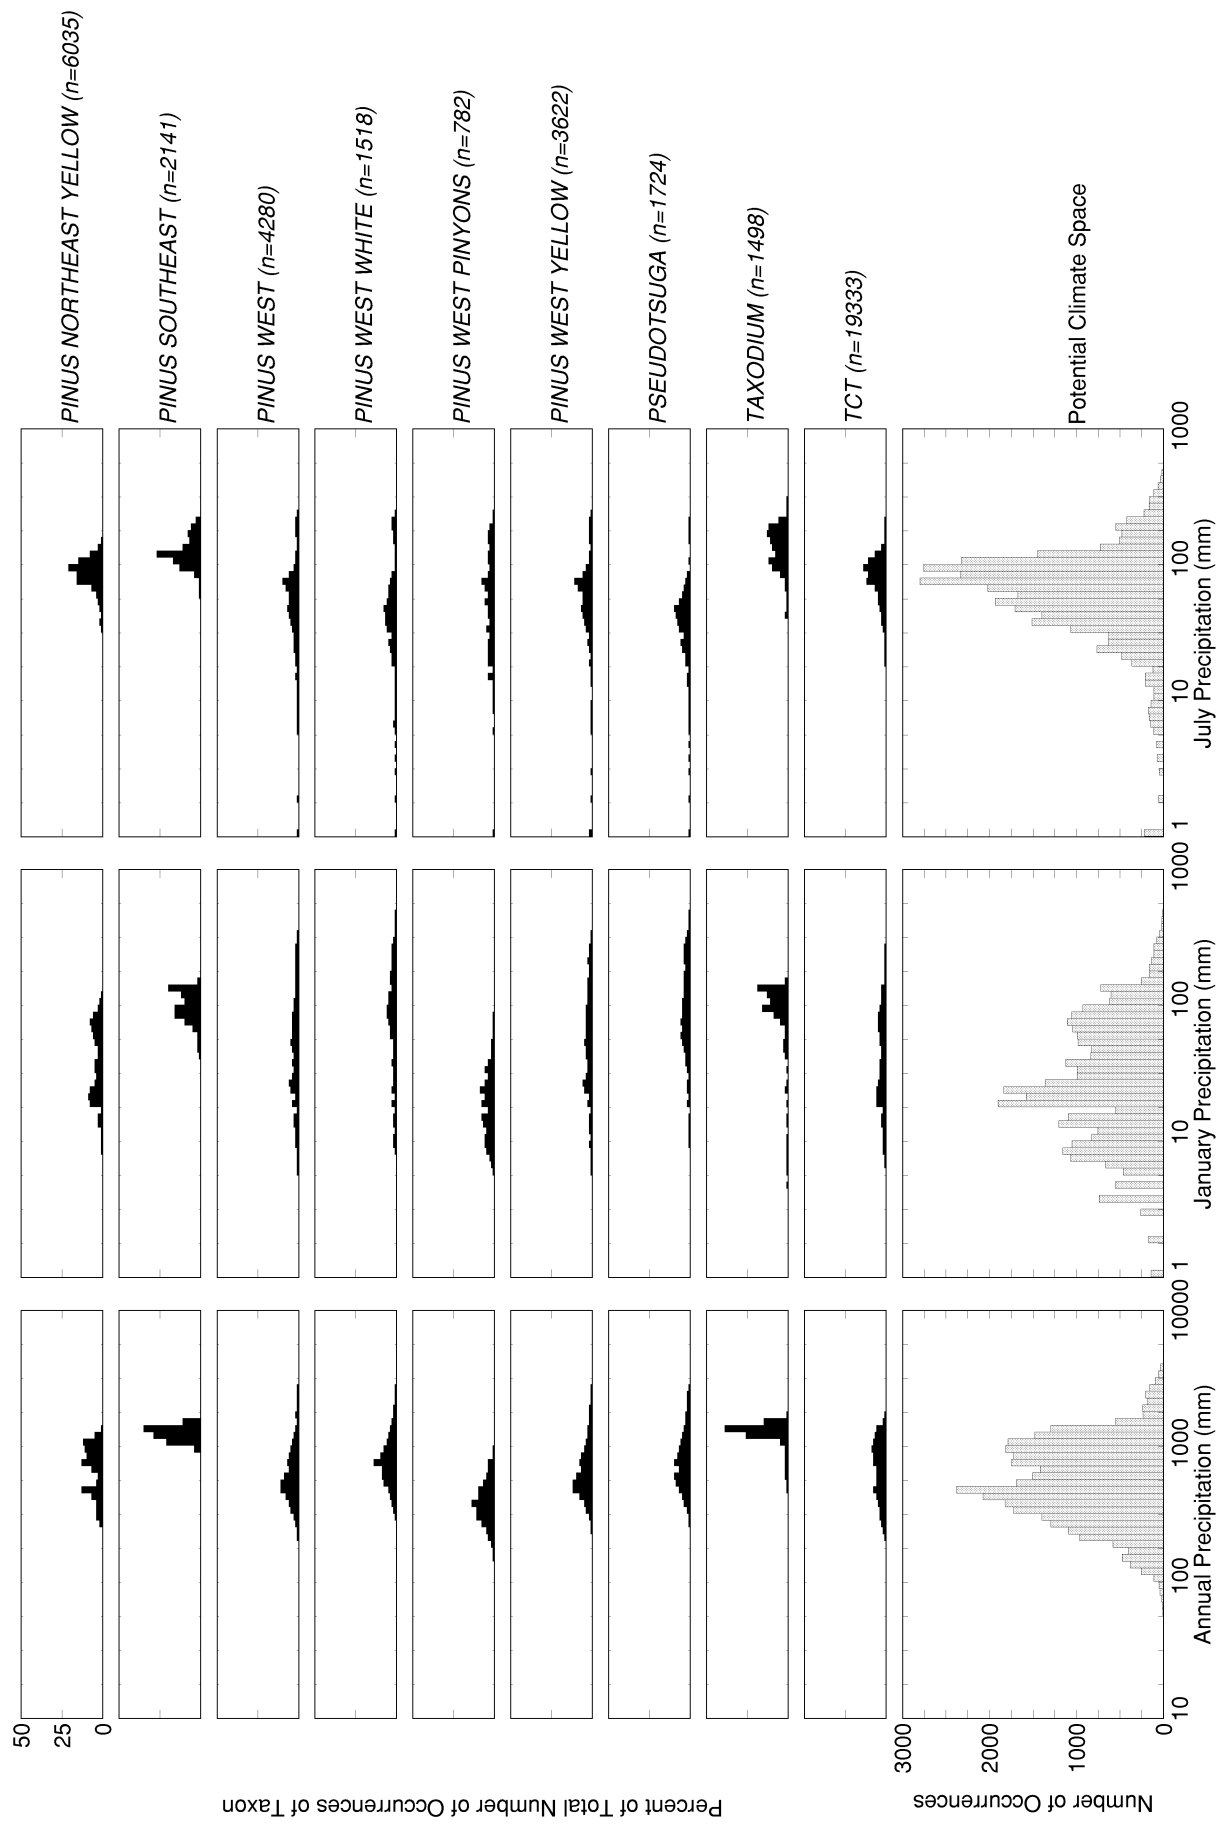 50
25
0
PINUS NORTHEAST YELLOW (n=6035)
PINUS SOUTHEAST (n=2141)
PINUS WEST (n=4280)
PINUS WEST WHITE (n=1518)
PINUS WEST PINYONS (n=782)
PINUS WEST YELLOW (n=3622)
PSEUDOTSUGA (n=1724)
TAXODIUM (n=1498)
TCT (n=19333)
Percent of Total Number of Occurrences of Taxon
Potential Climate Space
3000
2000
1000
0
Number of Occurrences
10 100 1000 10000
Annual Precipitation (mm)
1 10 100 1000
January Precipitation (mm)
1 10 100 1000
July Precipitation (mm)